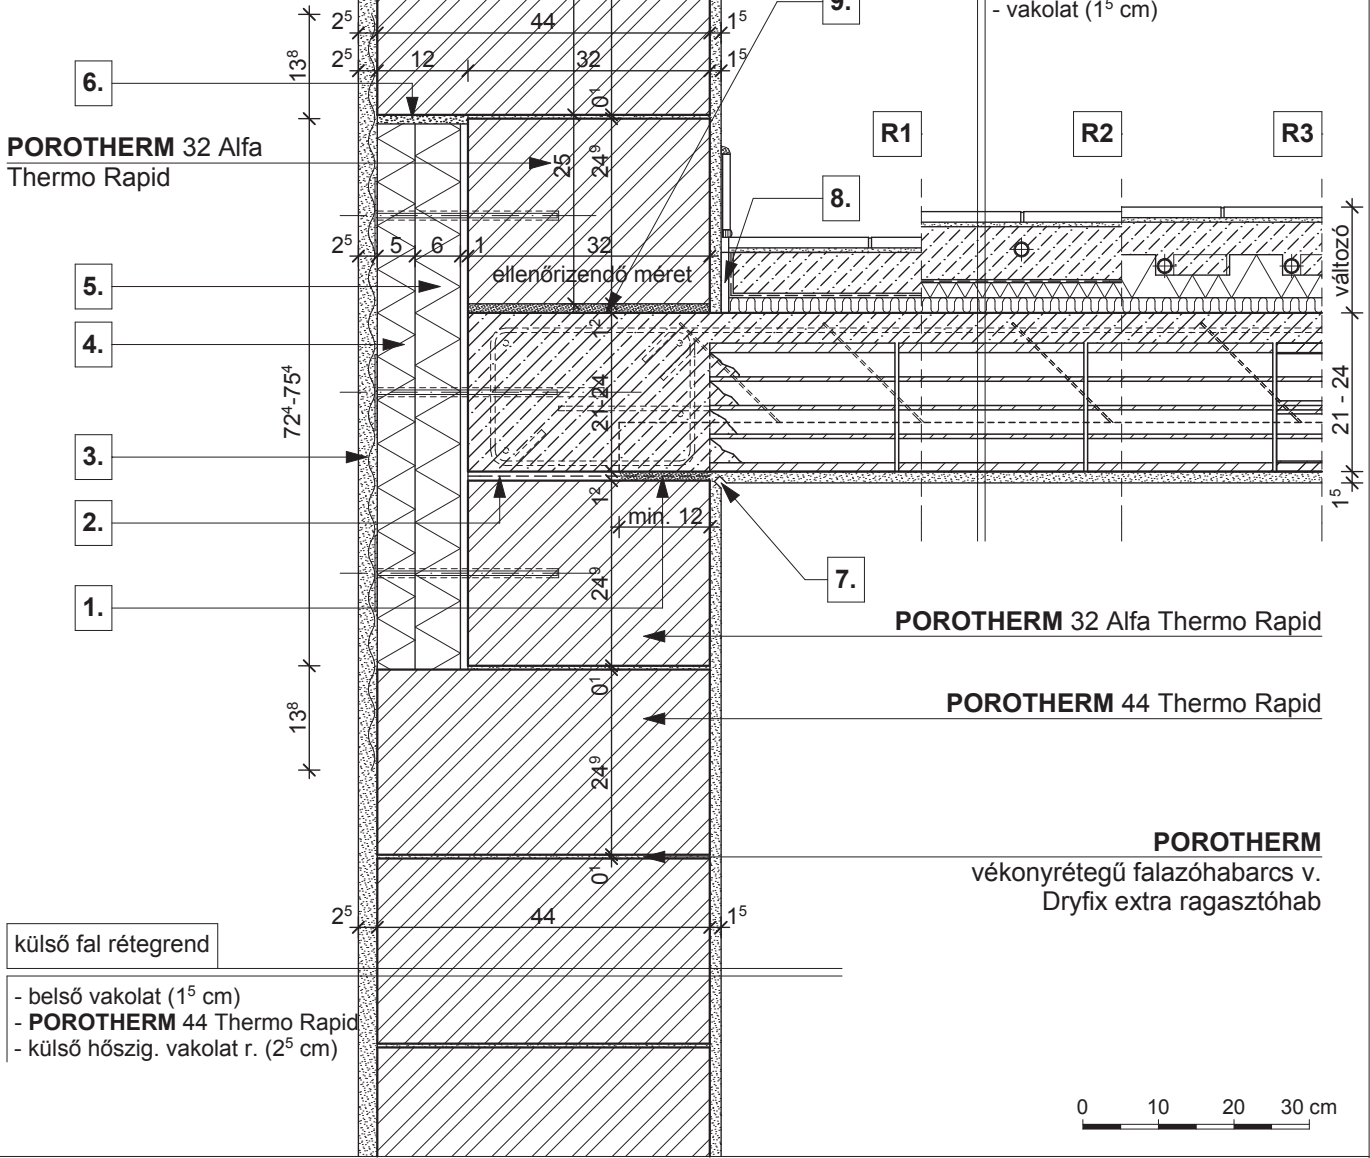 2⁵ 44 1⁵
9.
- vakolat (1⁵ cm)
13⁸
2⁵ 12 32 1⁵
6.
0¹
POROTHERM 32 Alfa
Thermo Rapid
25
24⁹
R1
R2
R3
8.
2⁵ 5 6 1 32
ellenőrizendő méret
változó
5.
4.
1²
72⁴-75⁴
21-24
21 - 24
3.
2.
1²
1⁵
min. 12
7.
24⁹
1.
POROTHERM 32 Alfa Thermo Rapid
0¹
13⁸
POROTHERM 44 Thermo Rapid
24⁹
POROTHERM
vékonyrétegű falazóhabarcs v.
Dryfix extra ragasztóhab
0¹
2⁵ 44 1⁵
külső fal rétegrend
- belső vakolat (1⁵ cm)
- POROTHERM 44 Thermo Rapid
- külső hőszig. vakolat r. (2⁵ cm)
0 10 20 30 cm